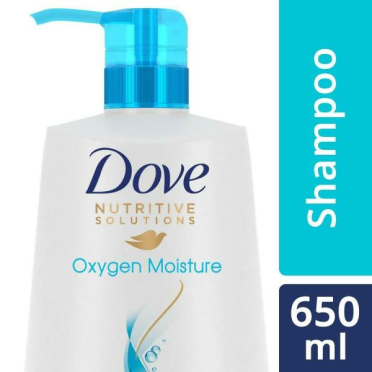 Dove
NUTRITIVE
SOLUTIONS
Oxygen Moisture
Shampoo
650
ml